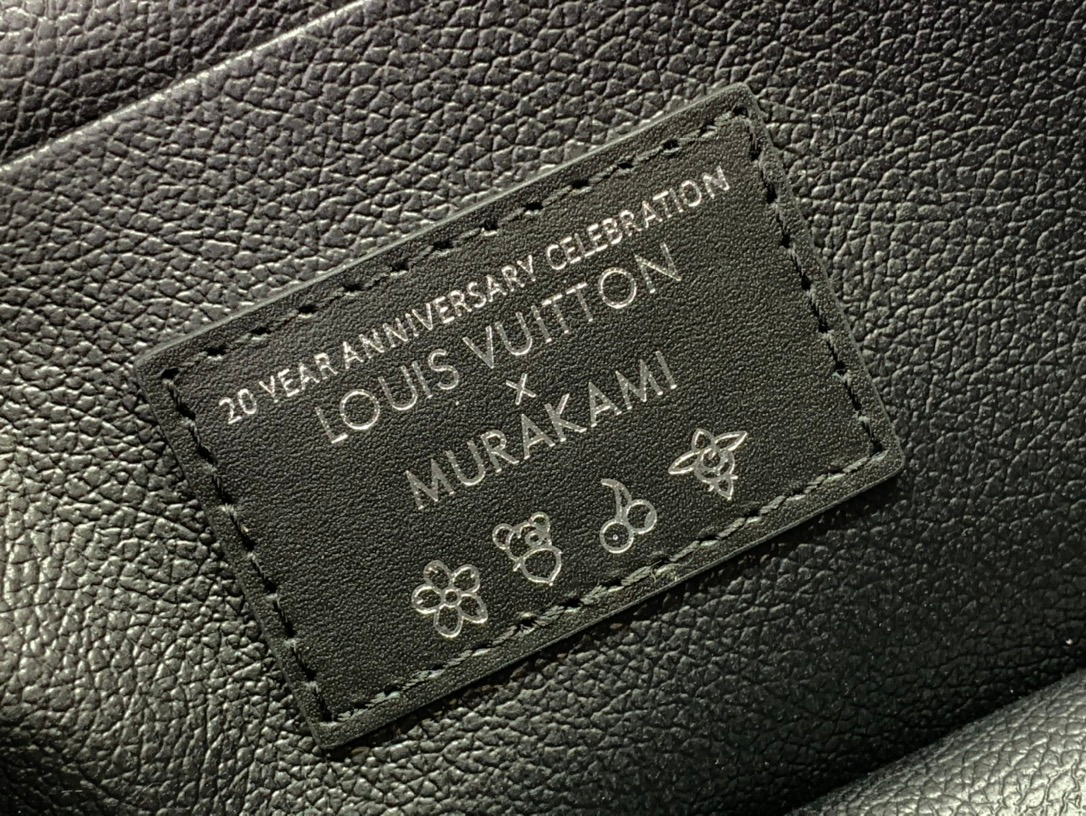 20 YEAR ANNIVERSARY CELEBRATION
LOUIS VUITTON
x
MURAKAMI